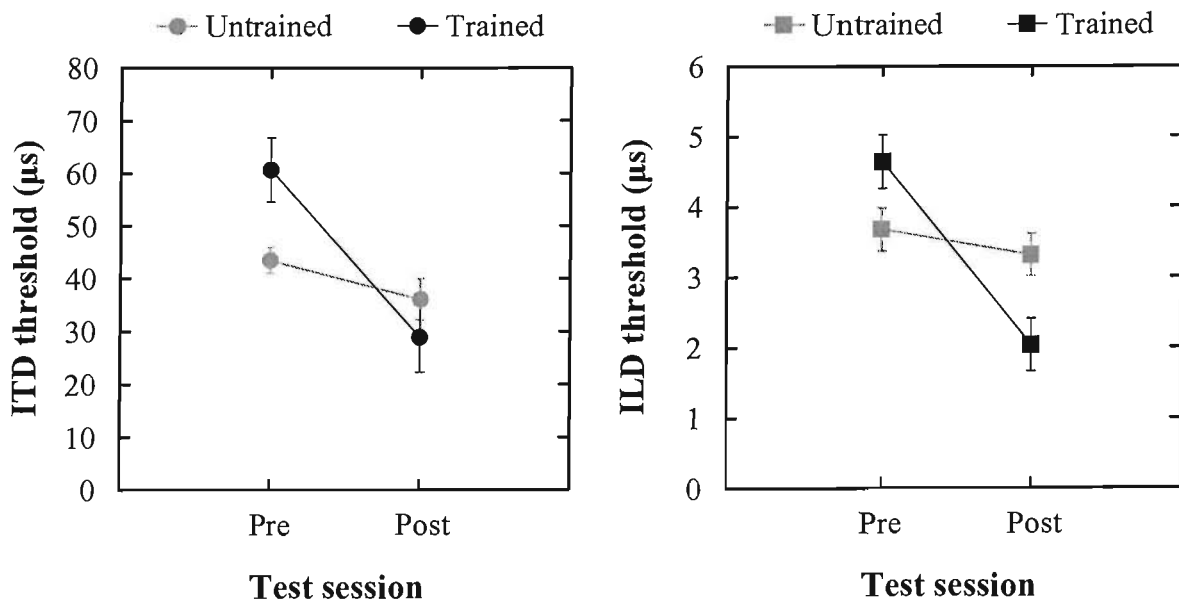 Untrained Trained
80
70
60
50
40
30
20
10
0
ITD threshold (µs)
Pre Post
Test session
Untrained Trained
6
5
4
3
2
1
0
ILD threshold (µs)
Pre Post
Test session